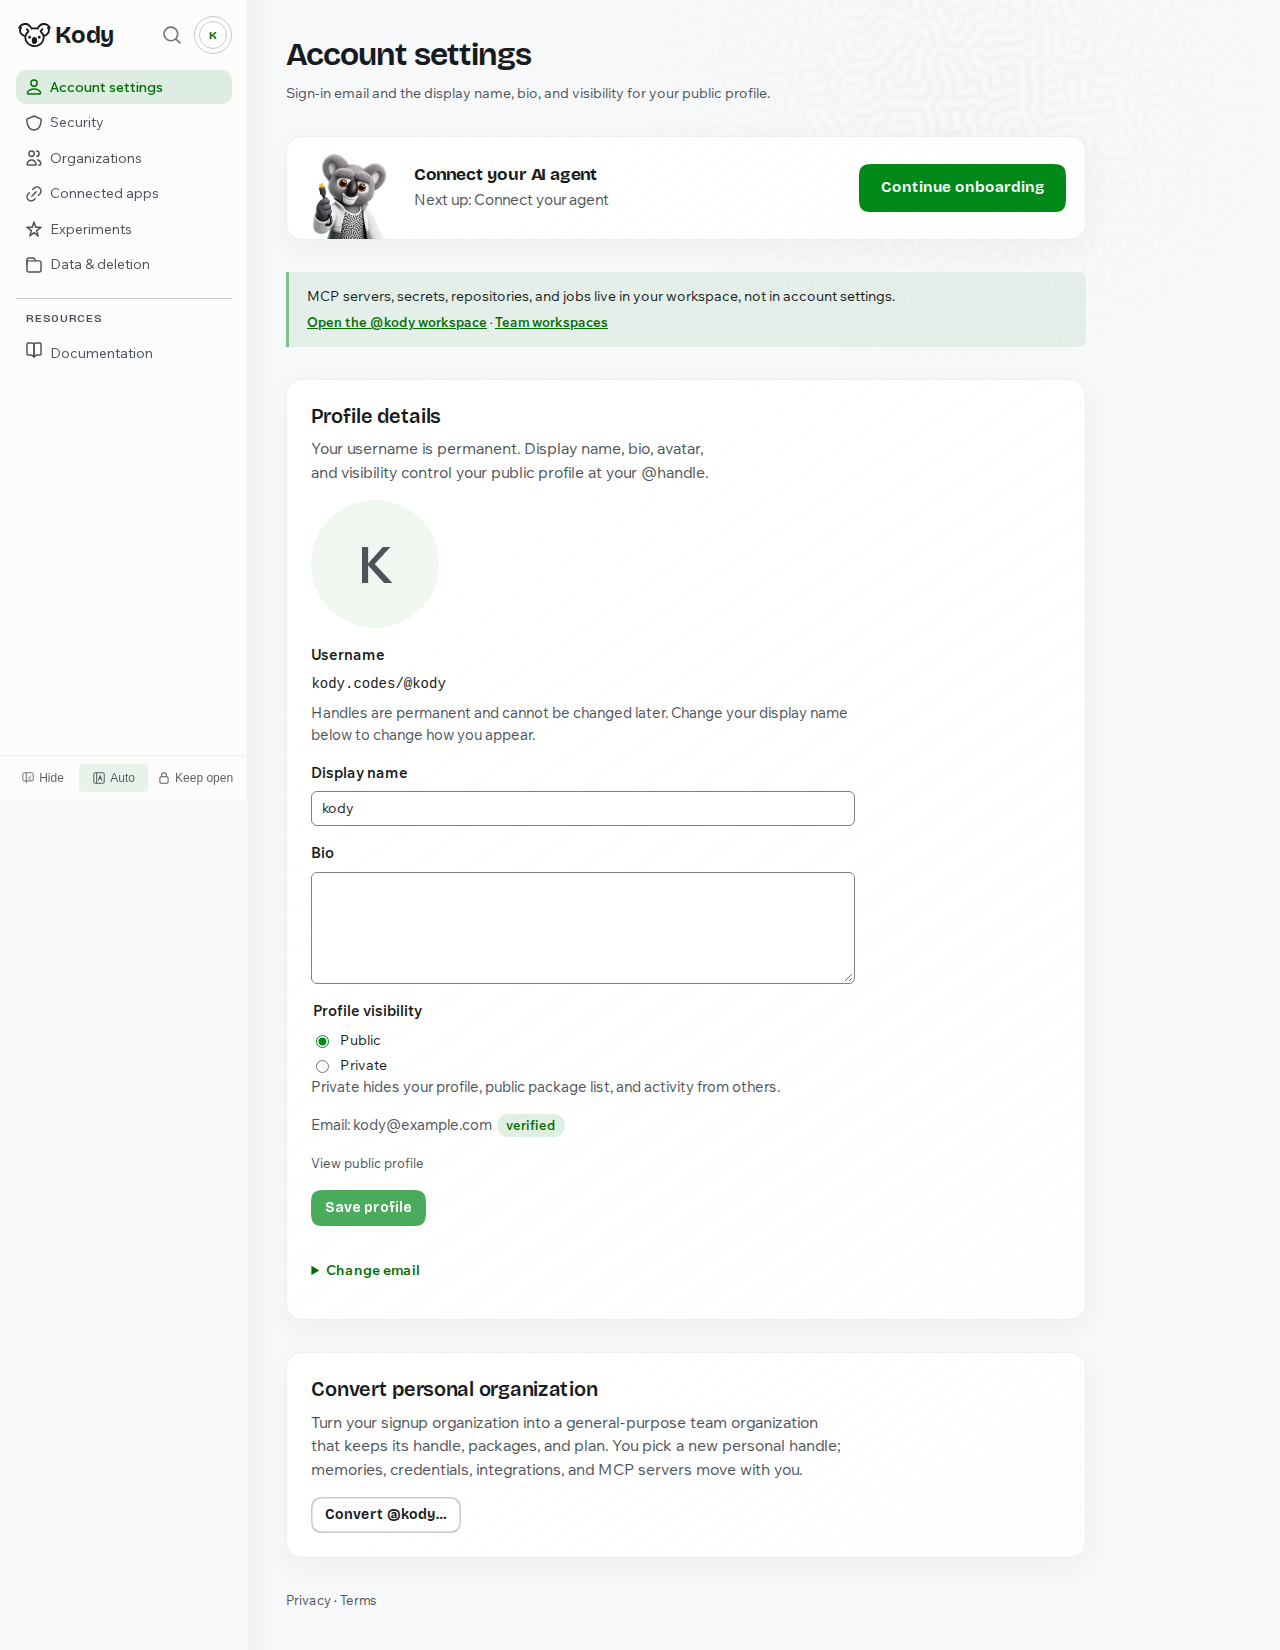 Kody
K
Account settings
Security
Organizations
Connected apps
Experiments
Data & deletion
RESOURCES
Documentation
Hide
Auto
Keep open
Account settings
Sign-in email and the display name, bio, and visibility for your public profile.
Connect your AI agent
Next up: Connect your agent
Continue onboarding
MCP servers, secrets, repositories, and jobs live in your workspace, not in account settings.
Open the @kody workspace · Team workspaces
Profile details
Your username is permanent. Display name, bio, avatar,
and visibility control your public profile at your @handle.
K
Username
kody.codes/@kody
Handles are permanent and cannot be changed later. Change your display name
below to change how you appear.
Display name
kody
Bio
Profile visibility
Public
Private
Private hides your profile, public package list, and activity from others.
Email: kody@example.com verified
View public profile
Save profile
Change email
Convert personal organization
Turn your signup organization into a general-purpose team organization
that keeps its handle, packages, and plan. You pick a new personal handle;
memories, credentials, integrations, and MCP servers move with you.
Convert @kody...
Privacy · Terms